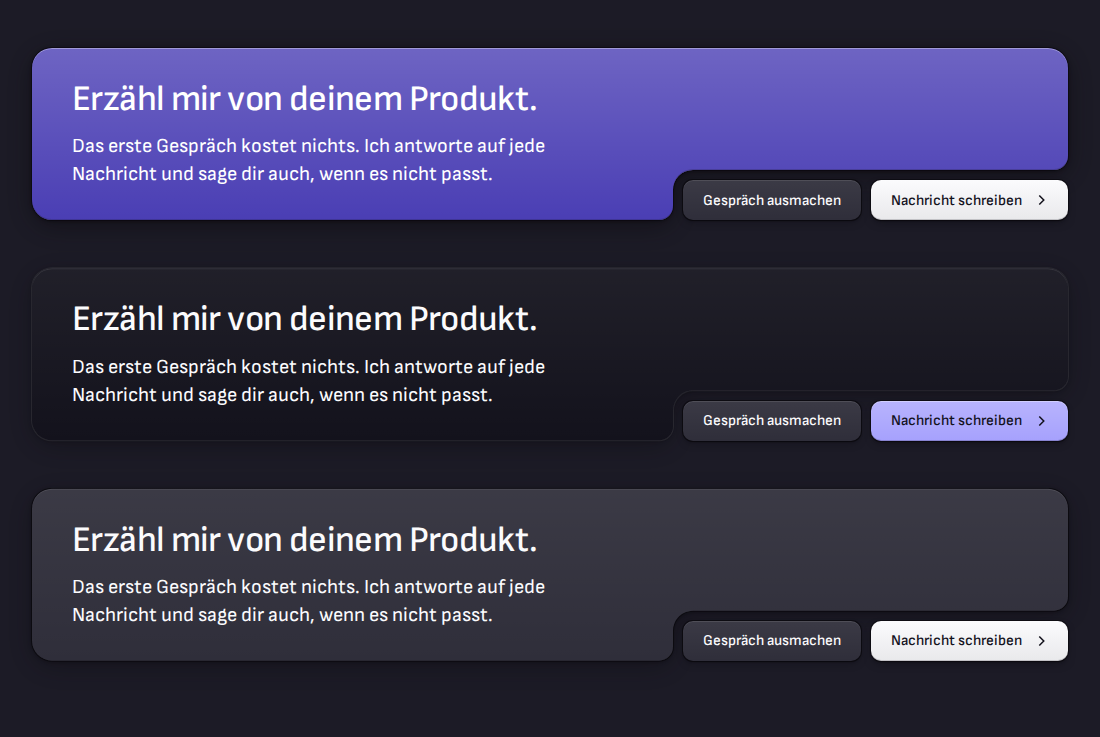 Erzähl mir von deinem Produkt.
Das erste Gespräch kostet nichts. Ich antworte auf jede
Nachricht und sage dir auch, wenn es nicht passt.
Gespräch ausmachen
Nachricht schreiben
Erzähl mir von deinem Produkt.
Das erste Gespräch kostet nichts. Ich antworte auf jede
Nachricht und sage dir auch, wenn es nicht passt.
Gespräch ausmachen
Nachricht schreiben
Erzähl mir von deinem Produkt.
Das erste Gespräch kostet nichts. Ich antworte auf jede
Nachricht und sage dir auch, wenn es nicht passt.
Gespräch ausmachen
Nachricht schreiben